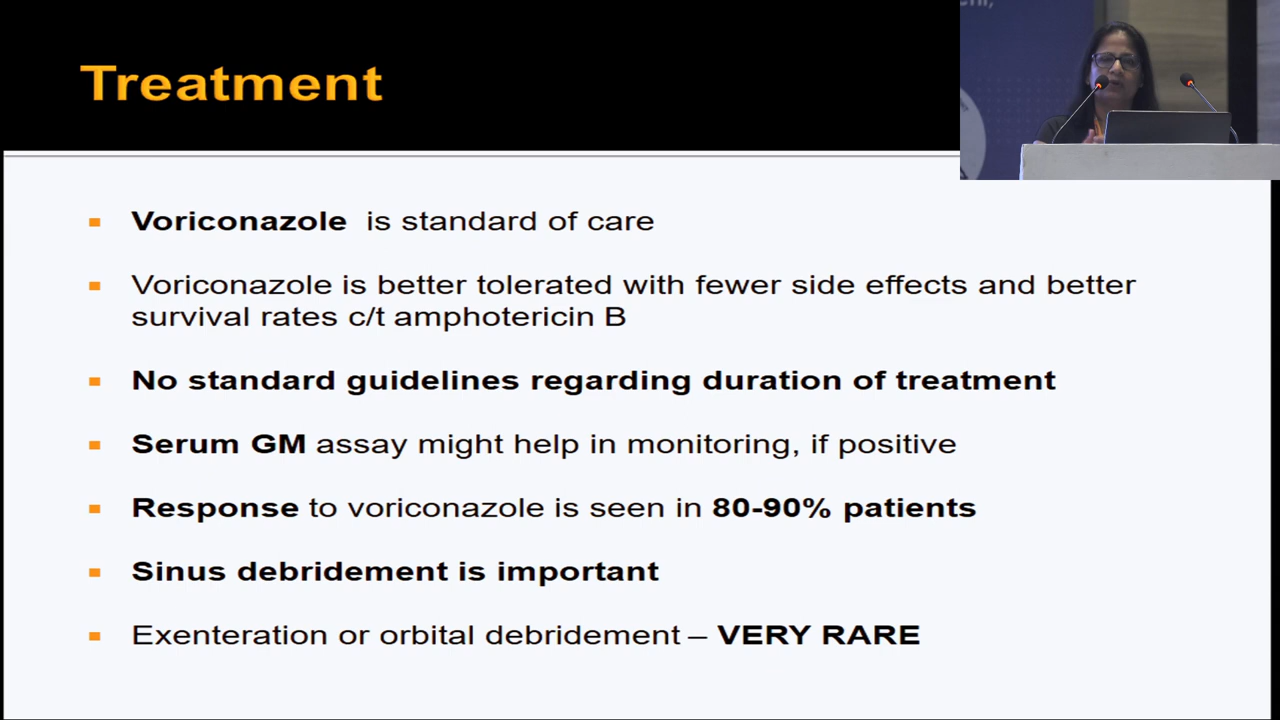 Treatment
Voriconazole is standard of care
Voriconazole is better tolerated with fewer side effects and better
survival rates c/t amphotericin B
No standard guidelines regarding duration of treatment
Serum GM assay might help in monitoring, if positive
Response to voriconazole is seen in 80-90% patients
Sinus debridement is important
Exenteration or orbital debridement – VERY RARE